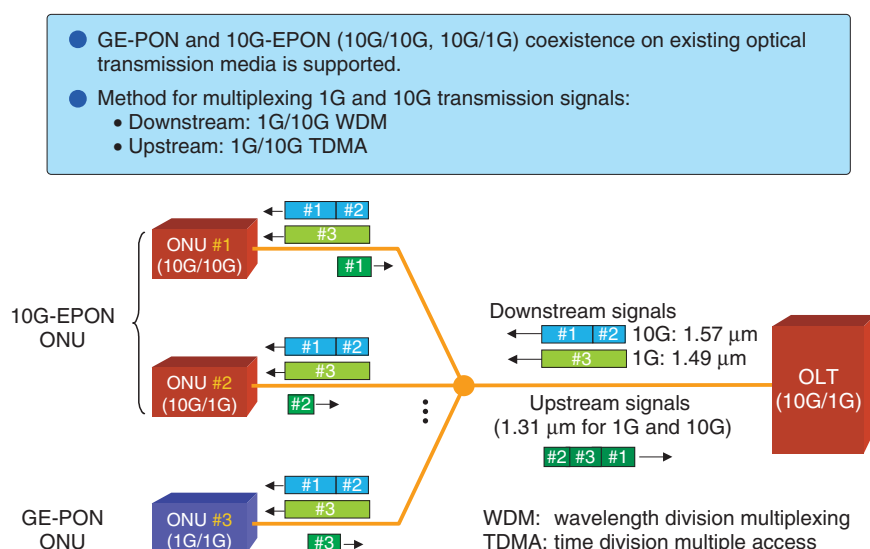 GE-PON and 10G-EPON (10G/10G, 10G/1G) coexistence on existing optical
transmission media is supported.
Method for multiplexing 1G and 10G transmission signals:
• Downstream: 1G/10G WDM
• Upstream: 1G/10G TDMA
#1 #2
#3
ONU #1
(10G/10G)
#1
10G-EPON
ONU
#1 #2
#3
ONU #2
(10G/1G)
#2
Downstream signals
#1 #2 10G: 1.57 μm
#3 1G: 1.49 μm
OLT
(10G/1G)
Upstream signals
(1.31 μm for 1G and 10G)
#2 #3 #1
GE-PON
ONU
#1 #2
#3
ONU #3
(1G/1G)
#3
WDM: wavelength division multiplexing
TDMA: time division multiple access